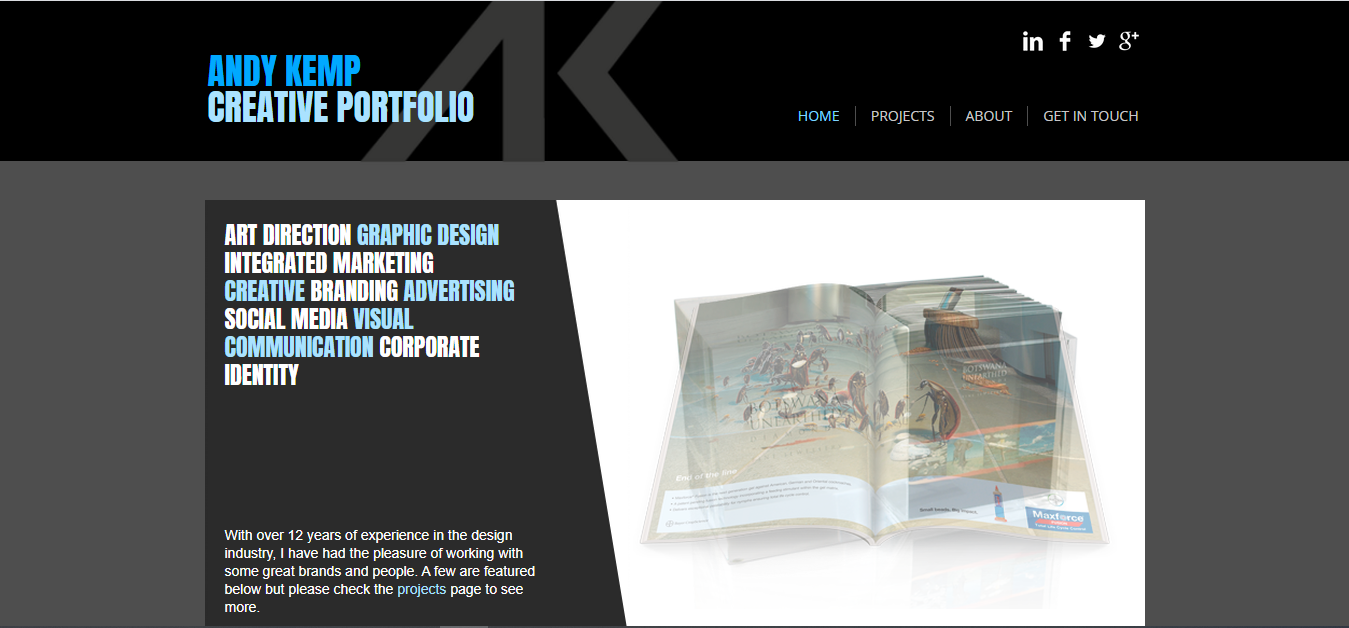 ANDY KEMP
CREATIVE PORTFOLIO
HOME
PROJECTS
ABOUT
GET IN TOUCH
ART DIRECTION GRAPHIC DESIGN
INTEGRATED MARKETING
CREATIVE BRANDING ADVERTISING
SOCIAL MEDIA VISUAL
COMMUNICATION CORPORATE
IDENTITY
BOTSWANA
UNEARTHED
BOTSWANA
UNEARTHED
End of the line
Small beads. Big impact.
Maxforce
With over 12 years of experience in the design
industry, I have had the pleasure of working with
some great brands and people. A few are featured
below but please check the projects page to see
more.